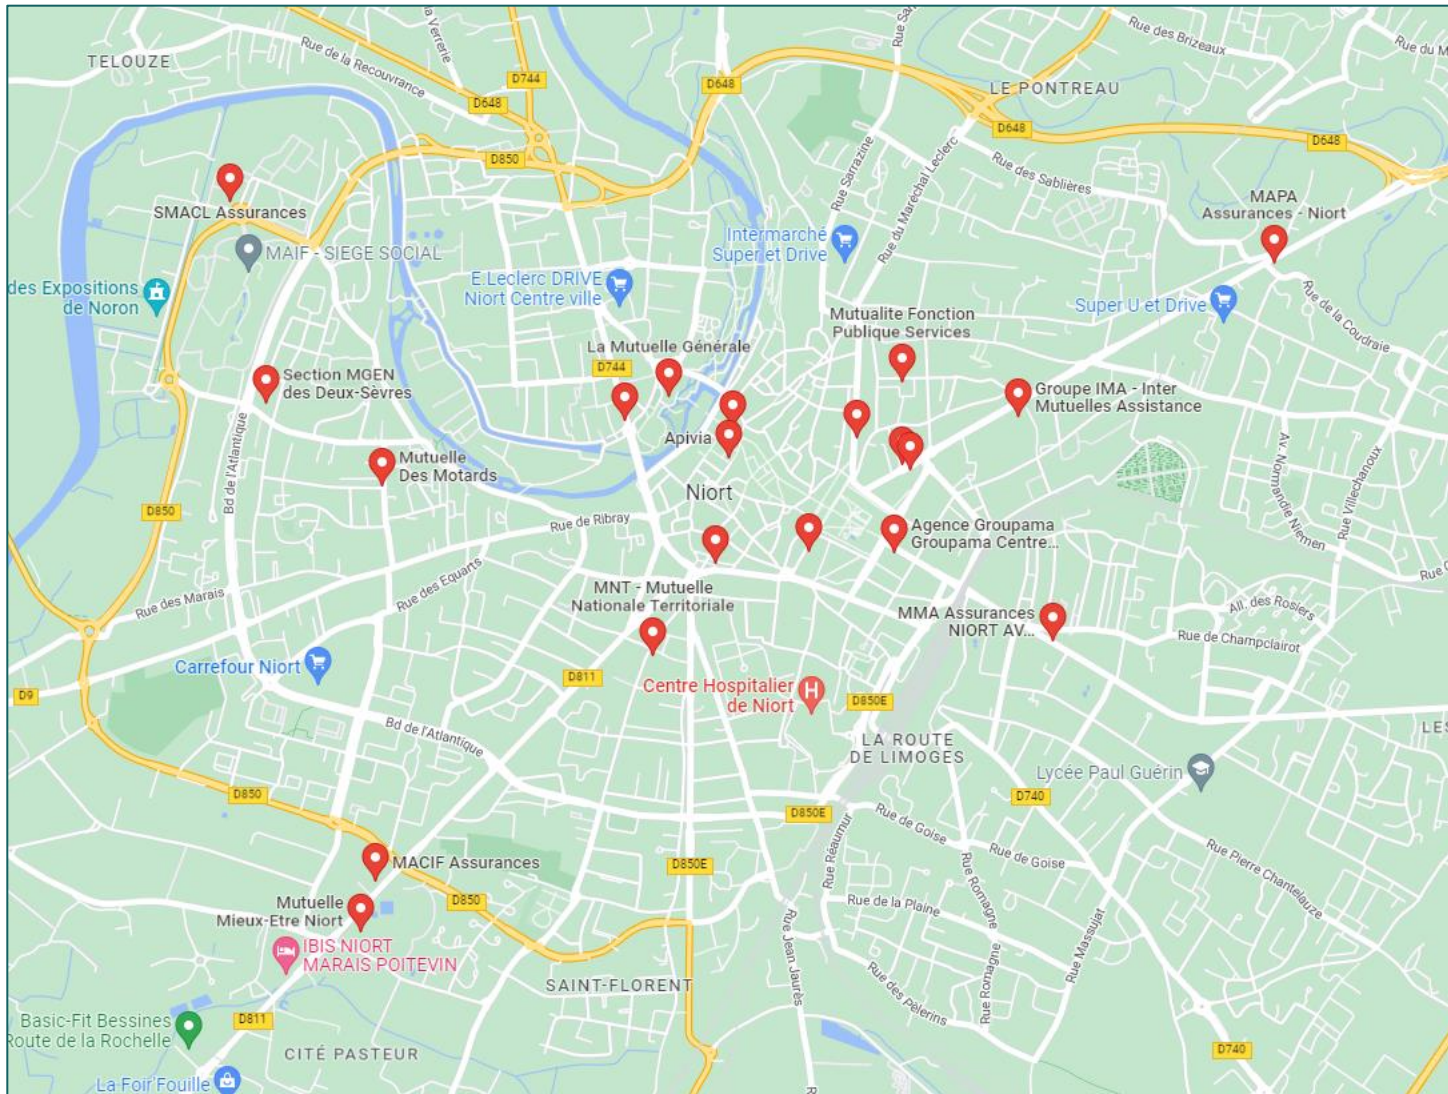 TELOUZE
Rue de la Recouvrance
la Verrerie
D744
D648
D648
D850
Rue Sarrazine
Rue du Maréchal Leclerc
LE PONTREAU
D648
Rue des Brizeaux
Rue du M
Rue des Sablières
D648
MAPA
Assurances - Niort
SMACL Assurances
MAIF - SIEGE SOCIAL
des Expositions
de Noron
Intermarché
Super et Drive
E.Leclerc DRIVE
Niort Centre ville
Super U et Drive
Rue de la Coudraie
Mutualite Fonction
Publique Services
La Mutuelle Générale
D744
Section MGEN
des Deux-Sèvres
Groupe IMA - Inter
Mutuelles Assistance
Bd de l'Atlantique
Apivia
Mutuelle
Des Motards
Av. Normandie Niemen
Rue Villechanoux
Niort
D850
Rue de Ribray
Agence Groupama
Groupama Centre...
Rue des Equarts
Rue des Marais
MNT - Mutuelle
Nationale Territoriale
MMA Assurances
NIORT AV...
All. des Rosiers
Rue de Champclairot
Carrefour Niort
D9
D811
Centre Hospitalier
de Niort
D850E
Bd de l'Atlantique
LA ROUTE
DE LIMOGES
LES
Lycée Paul Guérin
D850
D740
D850E
Rue de Goise
Rue de Goise
Rue Réaumur
Rue Romagne
Rue Pierre Chantelauze
MACIF Assurances
D850E
D850
Mutuelle
Mieux-Etre Niort
Rue de la Plaine
Rue Massujat
IBIS NIORT
MARAIS POITEVIN
Rue Jean Jaurès
Rue Romagne
SAINT-FLORENT
Rue des Pèlerins
Basic-Fit Bessines
Route de la Rochelle
D811
CITÉ PASTEUR
D740
La Foir'Fouille